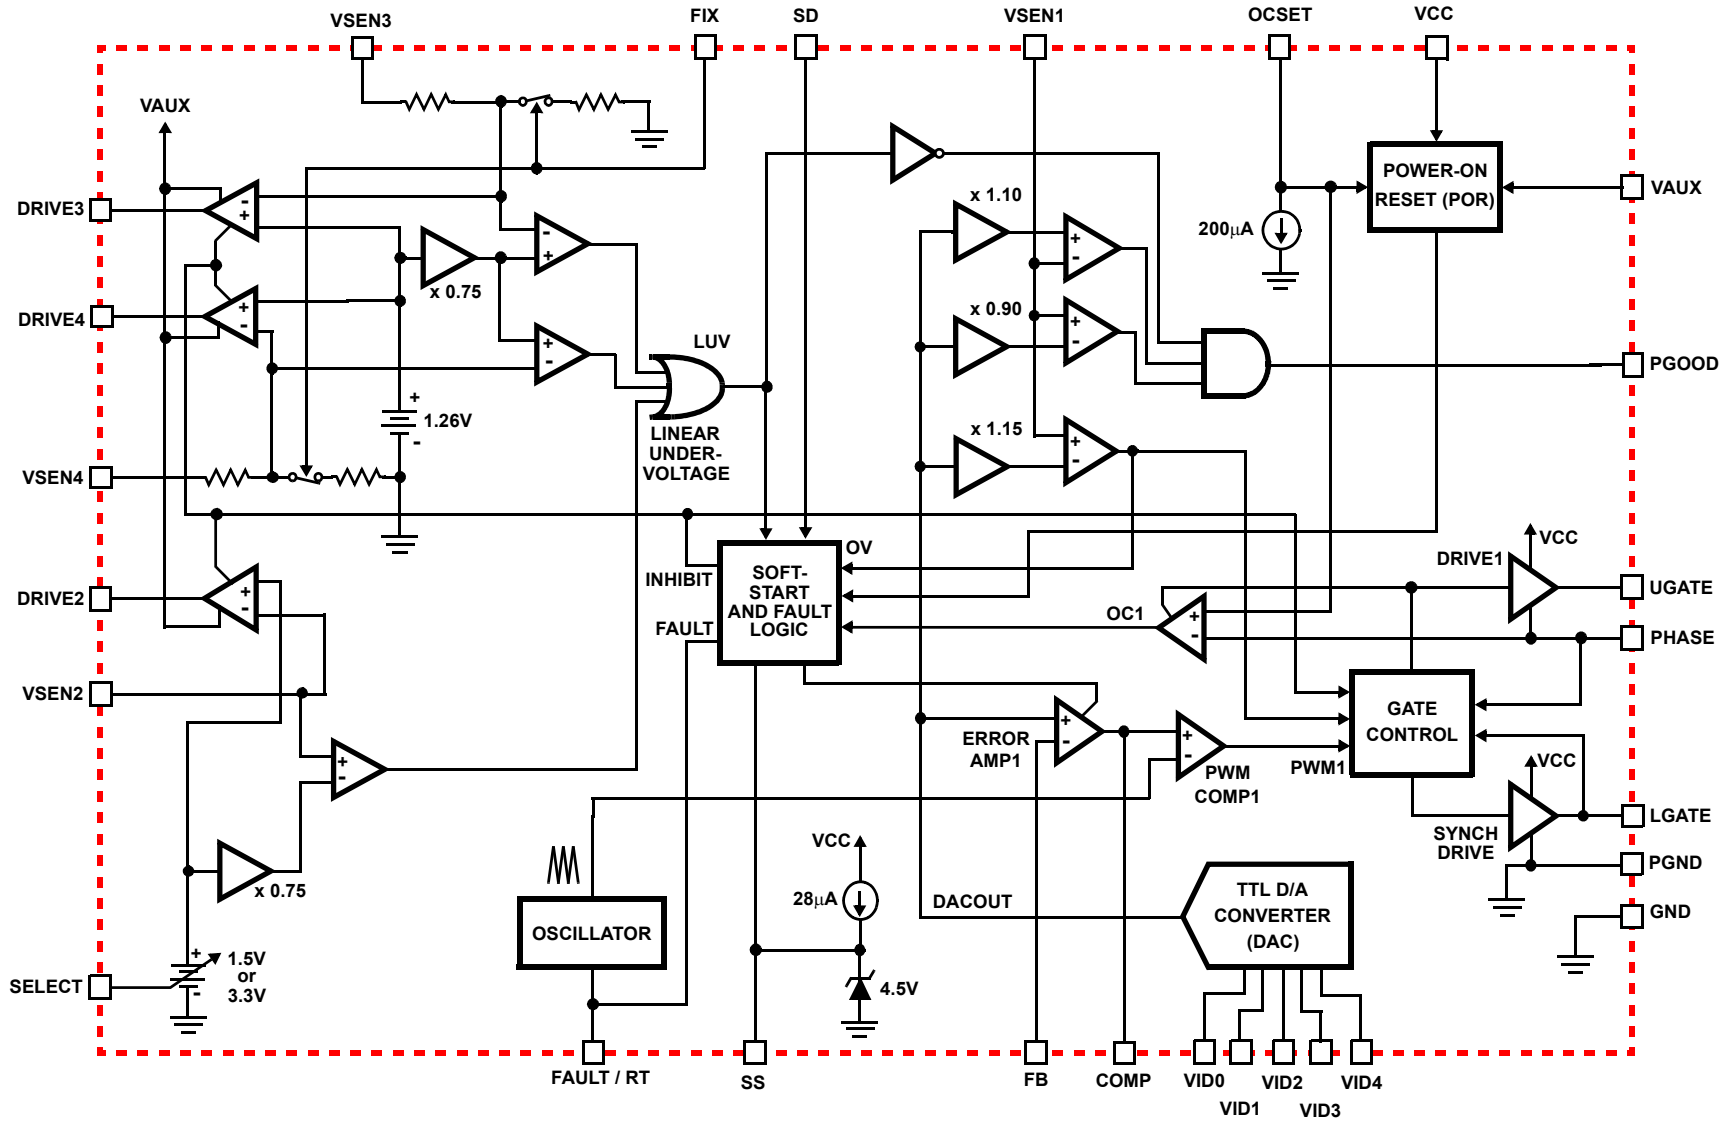 VSEN3
FIX
SD
VSEN1
OCSET
VCC
VAUX
DRIVE3
-
+
x 0.75
-
+
DRIVE4
+
-
+
-
LUV
LINEAR
UNDER-
VOLTAGE
+
1.26V
-
VSEN4
x 1.10
+
-
x 0.90
+
-
x 1.15
+
-
200μA
POWER-ON
RESET (POR)
VAUX
PGOOD
DRIVE2
+
-
VSEN2
+
-
x 0.75
SELECT
+
-
1.5V
or
3.3V
INHIBIT
FAULT
SOFT-
START
AND FAULT
LOGIC
OV
OC1
+
-
DRIVE1
VCC
UGATE
PHASE
ERROR
AMP1
+
-
+
-
PWM
COMP1
PWM1
GATE
CONTROL
VCC
SYNCH
DRIVE
LGATE
PGND
GND
OSCILLATOR
VCC
28μA
4.5V
DACOUT
TTL D/A
CONVERTER
(DAC)
FAULT / RT
SS
FB
COMP
VID0
VID1
VID2
VID3
VID4